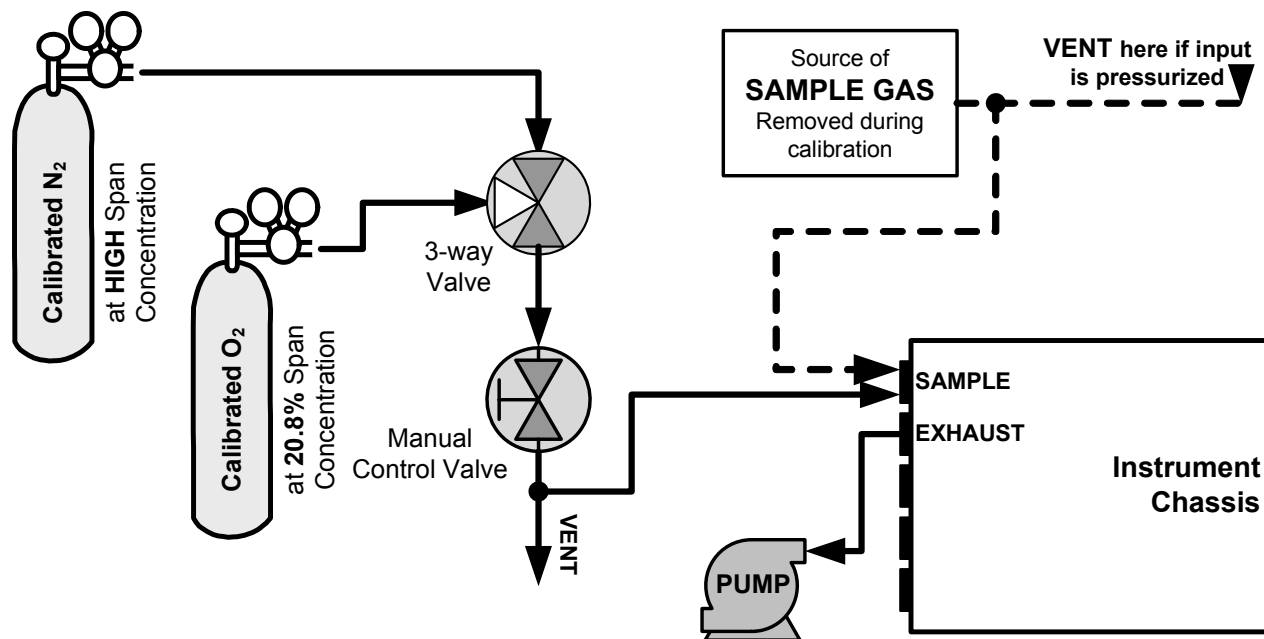 Calibrated N₂
at HIGH Span
Concentration
Calibrated O₂
at 20.8% Span
Concentration
3-way
Valve
Manual
Control Valve
VENT
Source of
SAMPLE GAS
Removed during
calibration
VENT here if input
is pressurized
SAMPLE
EXHAUST
Instrument
Chassis
PUMP